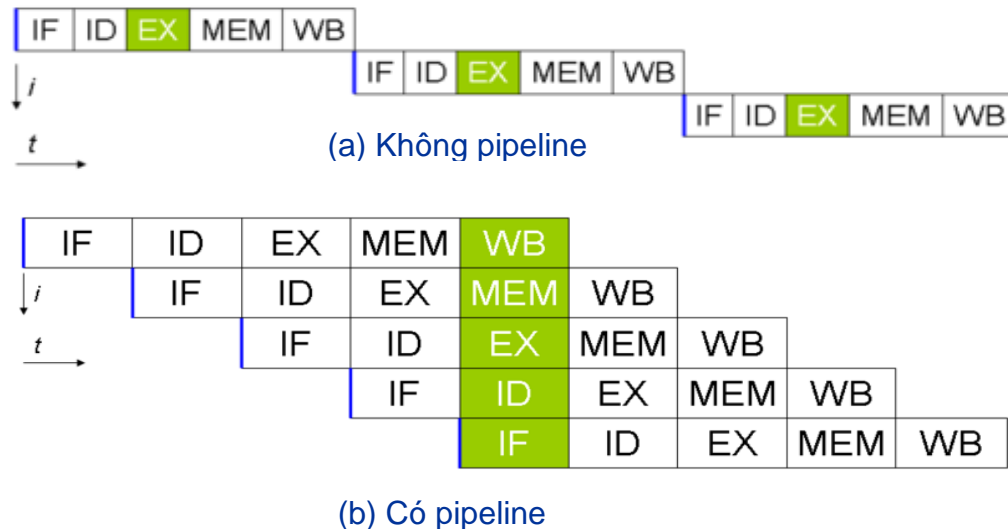 IF ID EX MEM WB
IF ID EX MEM WB
i
IF ID EX MEM WB
t
(a) Không pipeline
IF ID EX MEM WB
i
IF ID EX MEM WB
t
IF ID EX MEM WB
IF ID EX MEM WB
IF ID EX MEM WB
(b) Có pipeline